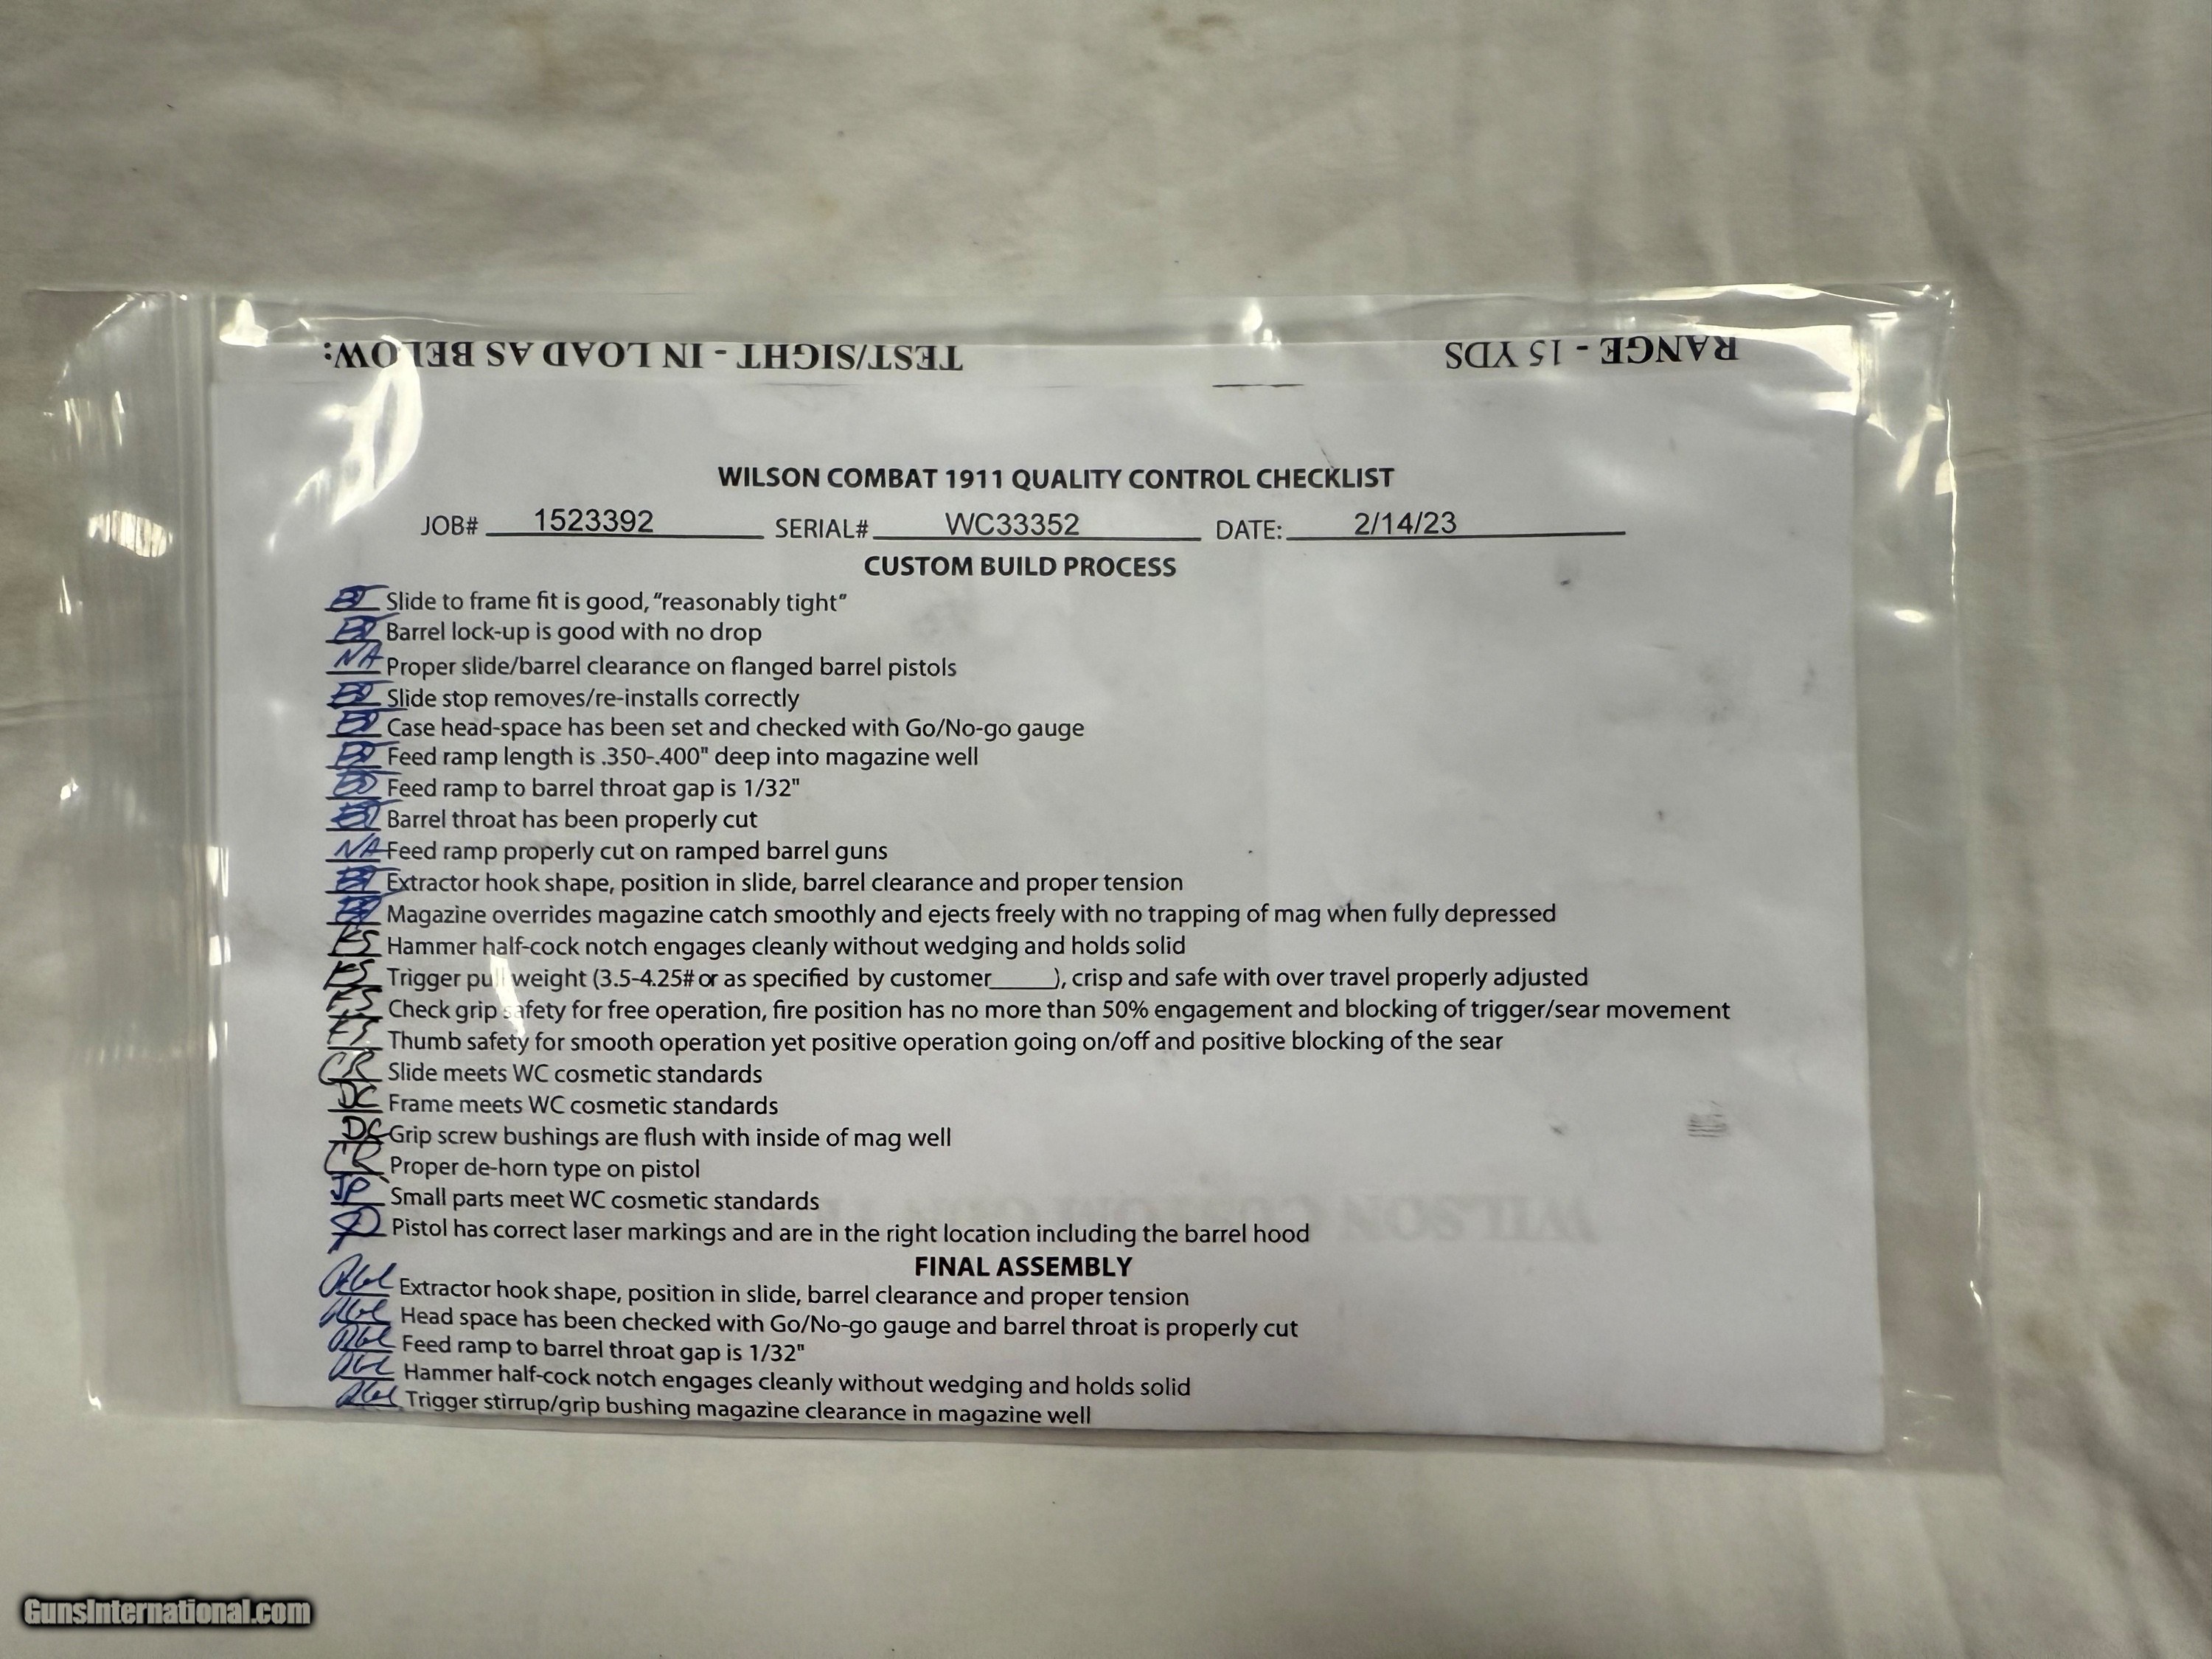 TEST/SIGHT - IN LOAD AS BELOW:
RANGE - 15 YDS
WILSON COMBAT 1911 QUALITY CONTROL CHECKLIST
JOB# 1523392 SERIAL# WC33352 DATE: 2/14/23
CUSTOM BUILD PROCESS
BT Slide to frame fit is good, "reasonably tight"
BT Barrel lock-up is good with no drop
NA Proper slide/barrel clearance on flanged barrel pistols
BT Slide stop removes/re-installs correctly
BT Case head-space has been set and checked with Go/No-go gauge
BT Feed ramp length is .350-.400" deep into magazine well
BT Feed ramp to barrel throat gap is 1/32"
BT Barrel throat has been properly cut
NA Feed ramp properly cut on ramped barrel guns
BT Extractor hook shape, position in slide, barrel clearance and proper tension
BT Magazine overrides magazine catch smoothly and ejects freely with no trapping of mag when fully depressed
ES Hammer half-cock notch engages cleanly without wedging and holds solid
ES Trigger pull weight (3.5-4.25# or as specified by customer_____), crisp and safe with over travel properly adjusted
ES Check grip safety for free operation, fire position has no more than 50% engagement and blocking of trigger/sear movement
ES Thumb safety for smooth operation yet positive operation going on/off and positive blocking of the sear
CR Slide meets WC cosmetic standards
DC Frame meets WC cosmetic standards
DC Grip screw bushings are flush with inside of mag well
CR Proper de-horn type on pistol
JP Small parts meet WC cosmetic standards
Pistol has correct laser markings and are in the right location including the barrel hood
FINAL ASSEMBLY
Extractor hook shape, position in slide, barrel clearance and proper tension
Head space has been checked with Go/No-go gauge and barrel throat is properly cut
Feed ramp to barrel throat gap is 1/32"
Hammer half-cock notch engages cleanly without wedging and holds solid
Trigger stirrup/grip bushing magazine clearance in magazine well
GunsInternational.com